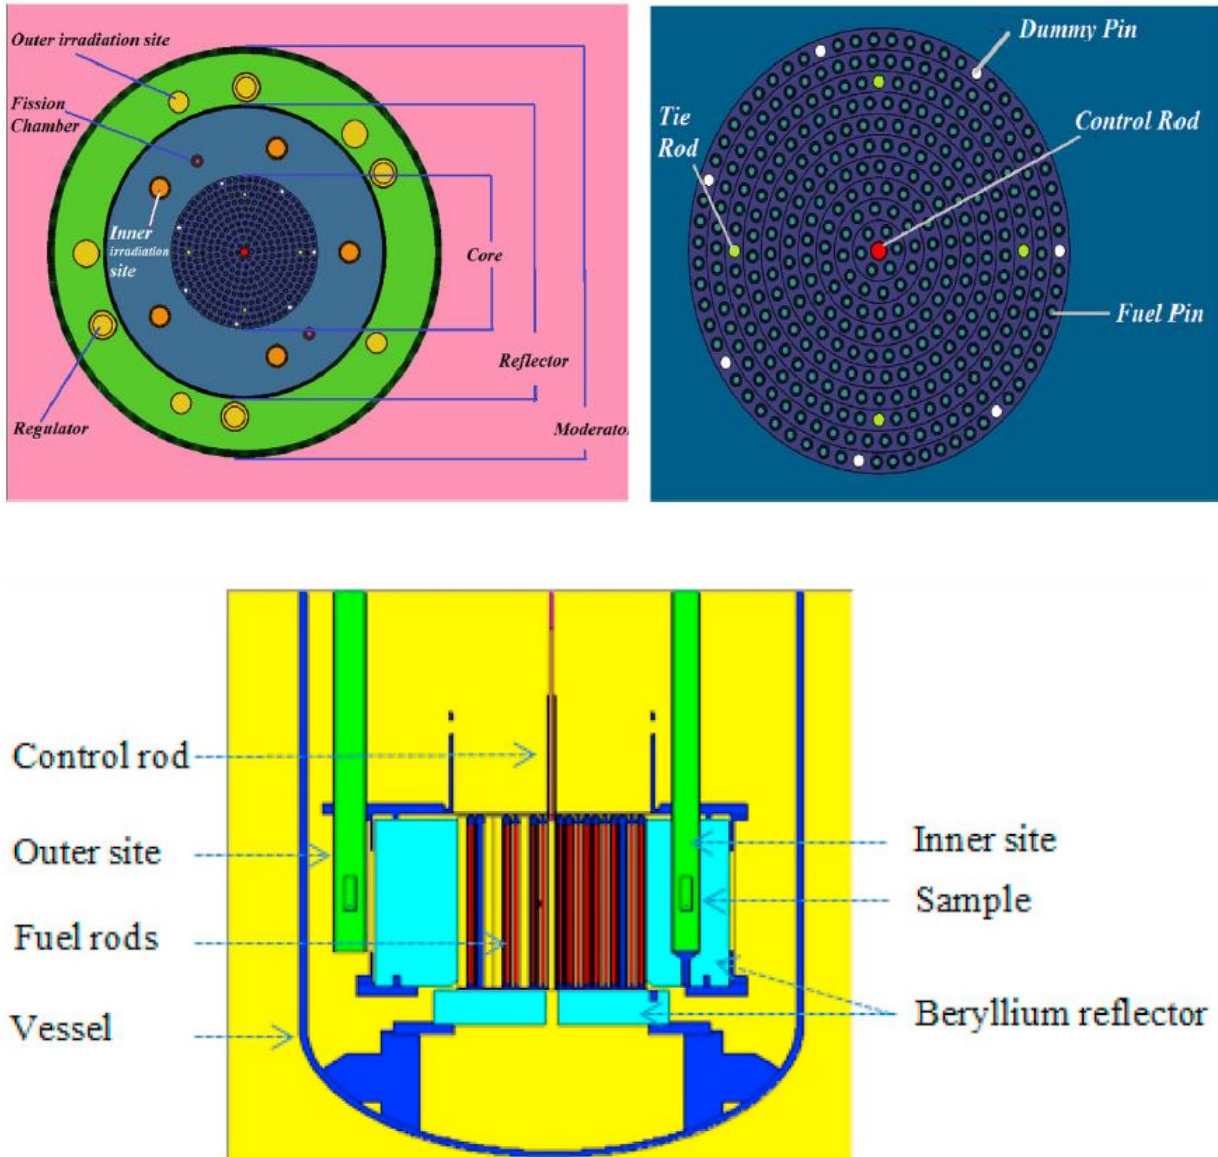 Outer irradiation site
Fission
Chamber
Inner
irradiation
site
Regulator
Core
Reflector
Moderato
Dummy Pin
Tie
Rod
Control Rod
Fuel Pin
Control rod
Outer site
Fuel rods
Vessel
Inner site
Sample
Beryllium reflector